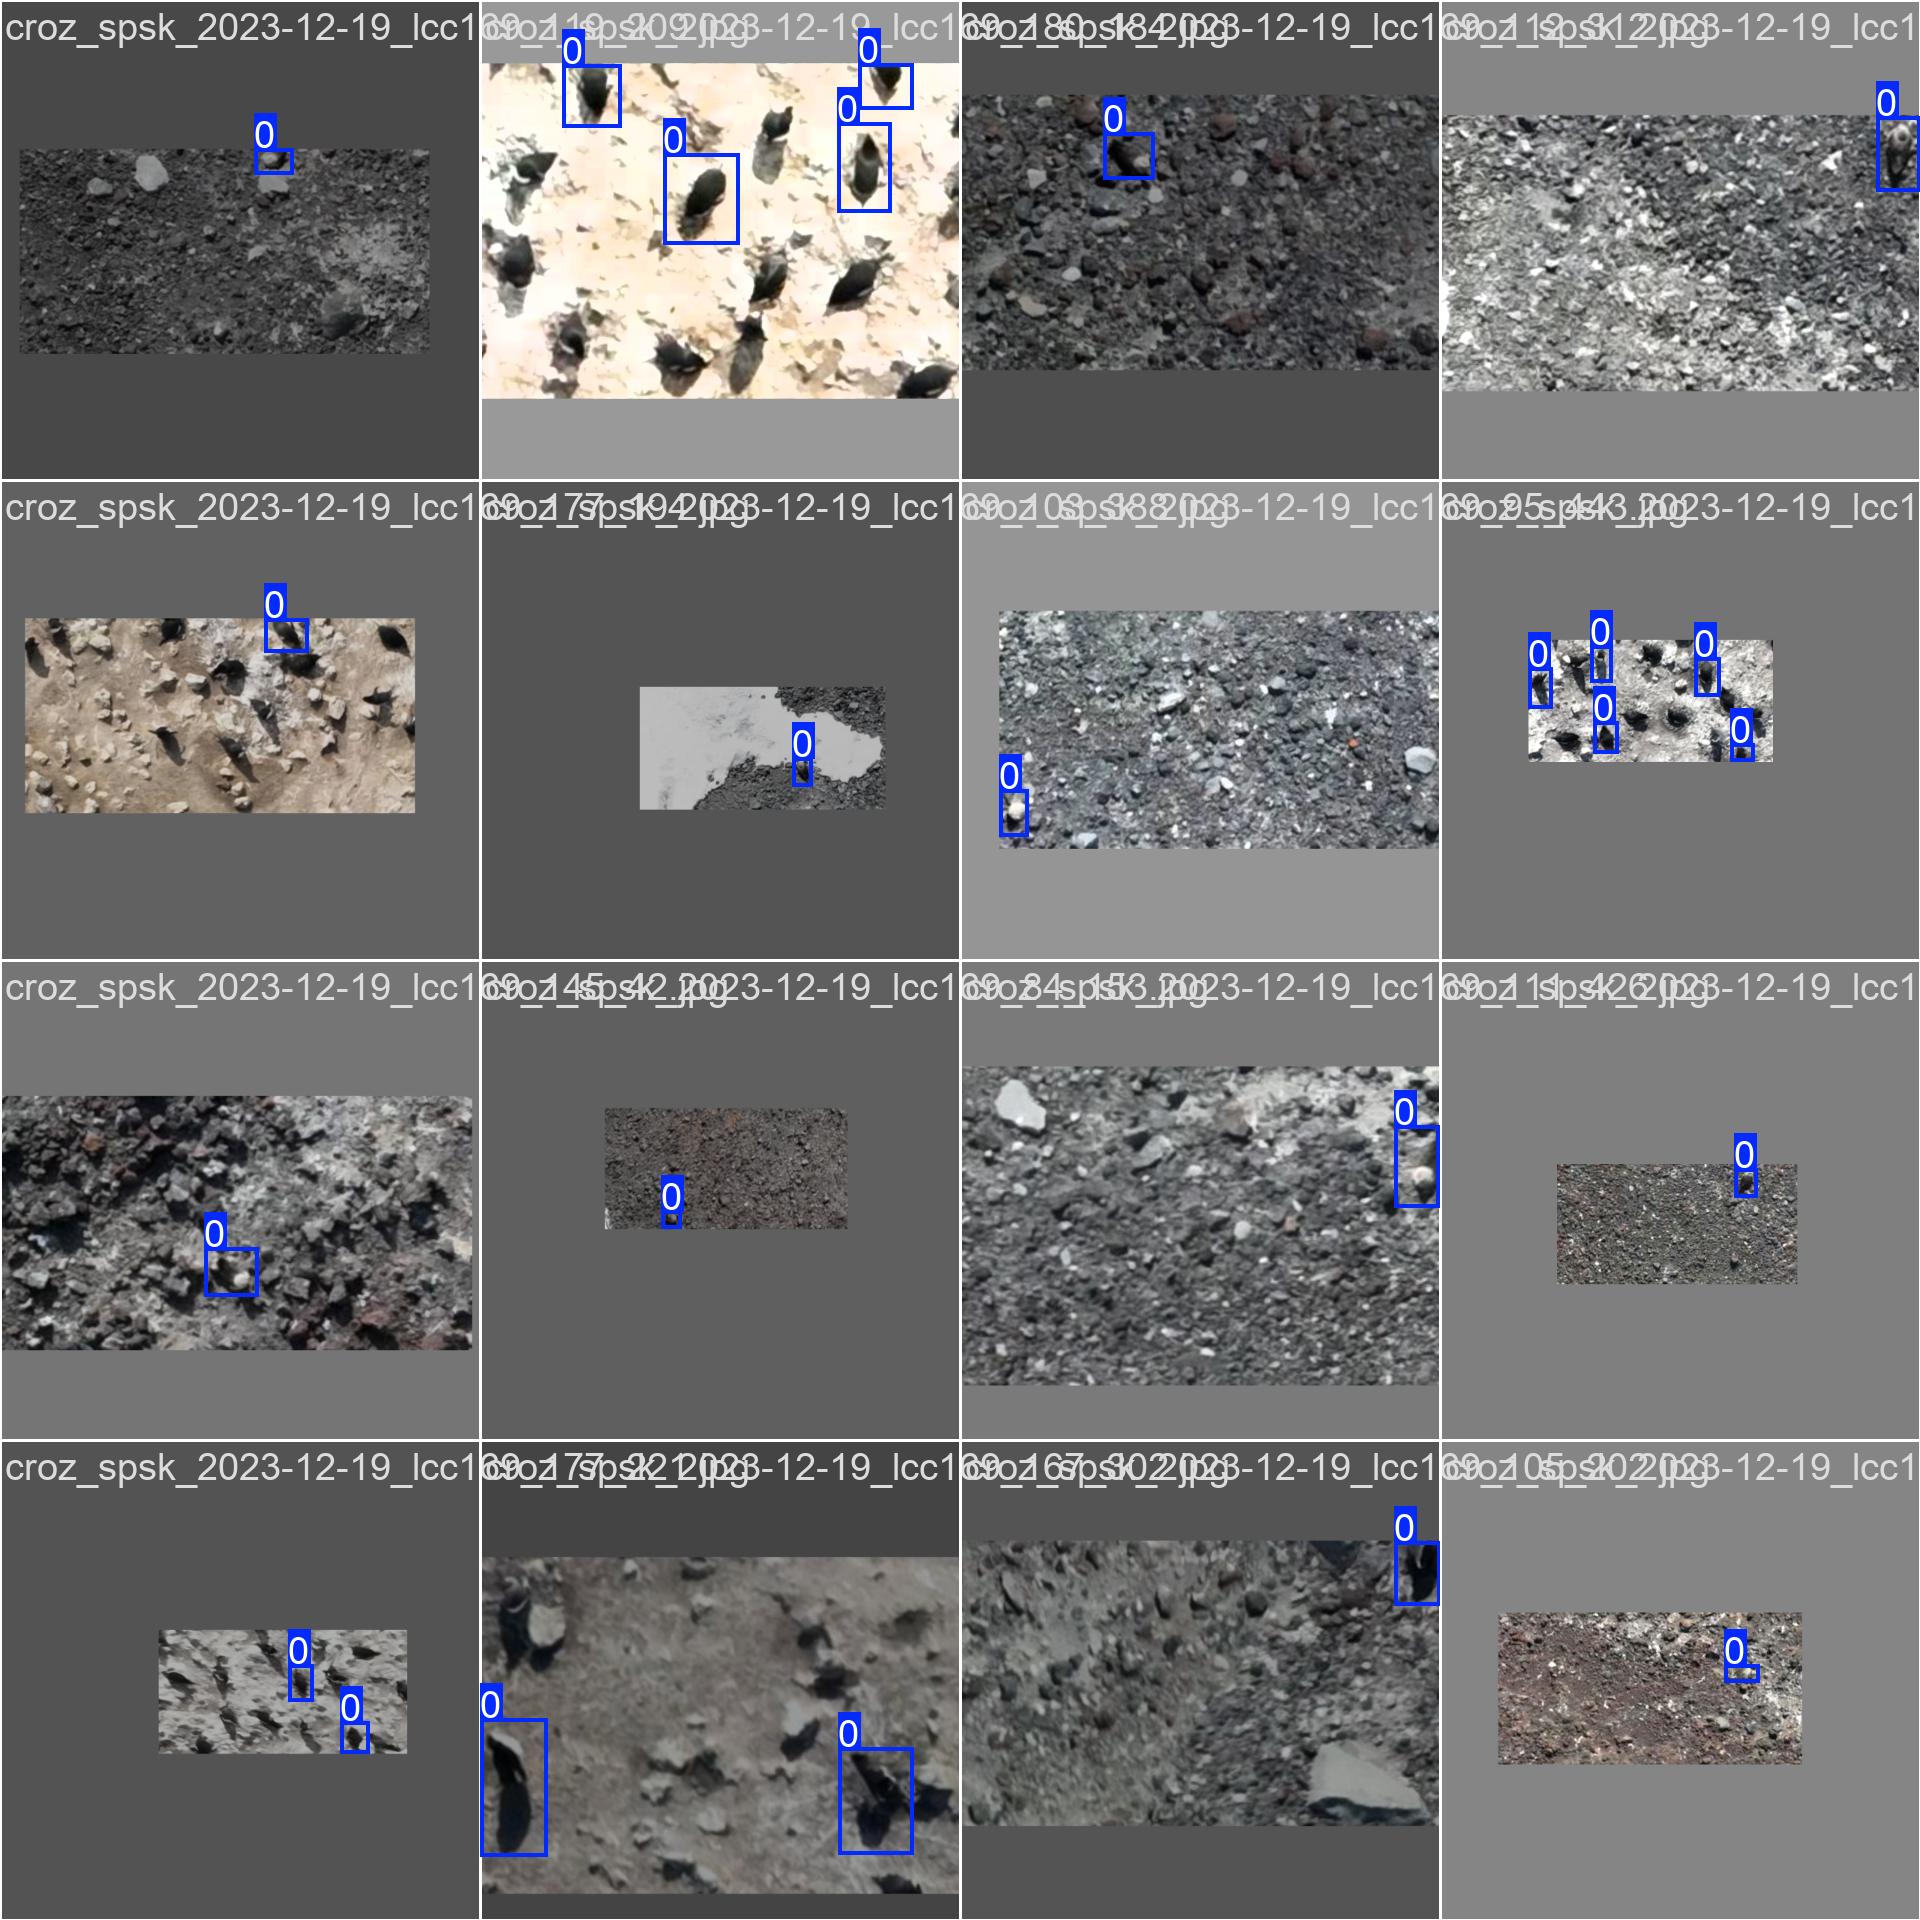 croz_spsk_2023-12-19_lcc169_119_209.jpg
croz_spsk_2023-12-19_lcc169_180_184.jpg
croz_spsk_2023-12-19_lcc169_112_312.jpg
croz_spsk_2023-12-19_lcc1
0
0
0
0
0
0
0
croz_spsk_2023-12-19_lcc169_177_194.jpg
croz_spsk_2023-12-19_lcc169_103_388.jpg
croz_spsk_2023-12-19_lcc169_95_443.jpg
croz_spsk_2023-12-19_lcc1
0
0
0
0
0
0
0
0
croz_spsk_2023-12-19_lcc169_145_42.jpg
croz_spsk_2023-12-19_lcc169_84_153.jpg
croz_spsk_2023-12-19_lcc169_111_426.jpg
croz_spsk_2023-12-19_lcc1
0
0
0
0
croz_spsk_2023-12-19_lcc169_177_221.jpg
croz_spsk_2023-12-19_lcc169_167_302.jpg
croz_spsk_2023-12-19_lcc169_105_202.jpg
croz_spsk_2023-12-19_lcc1
0
0
0
0
0
0